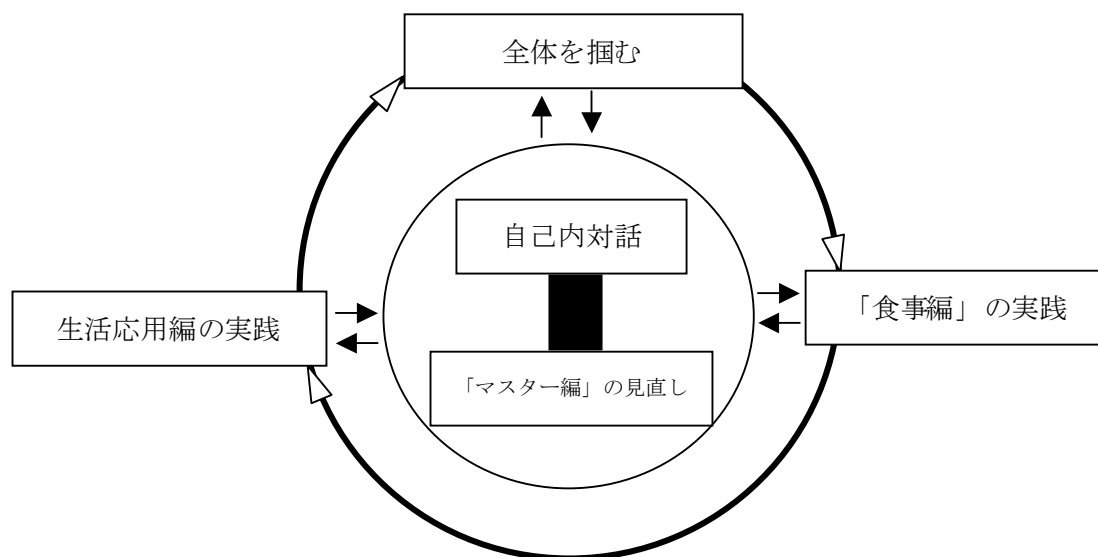 全体を掴む
自己内対話
「食事編」の実践
生活応用編の実践
「マスター編」の見直し